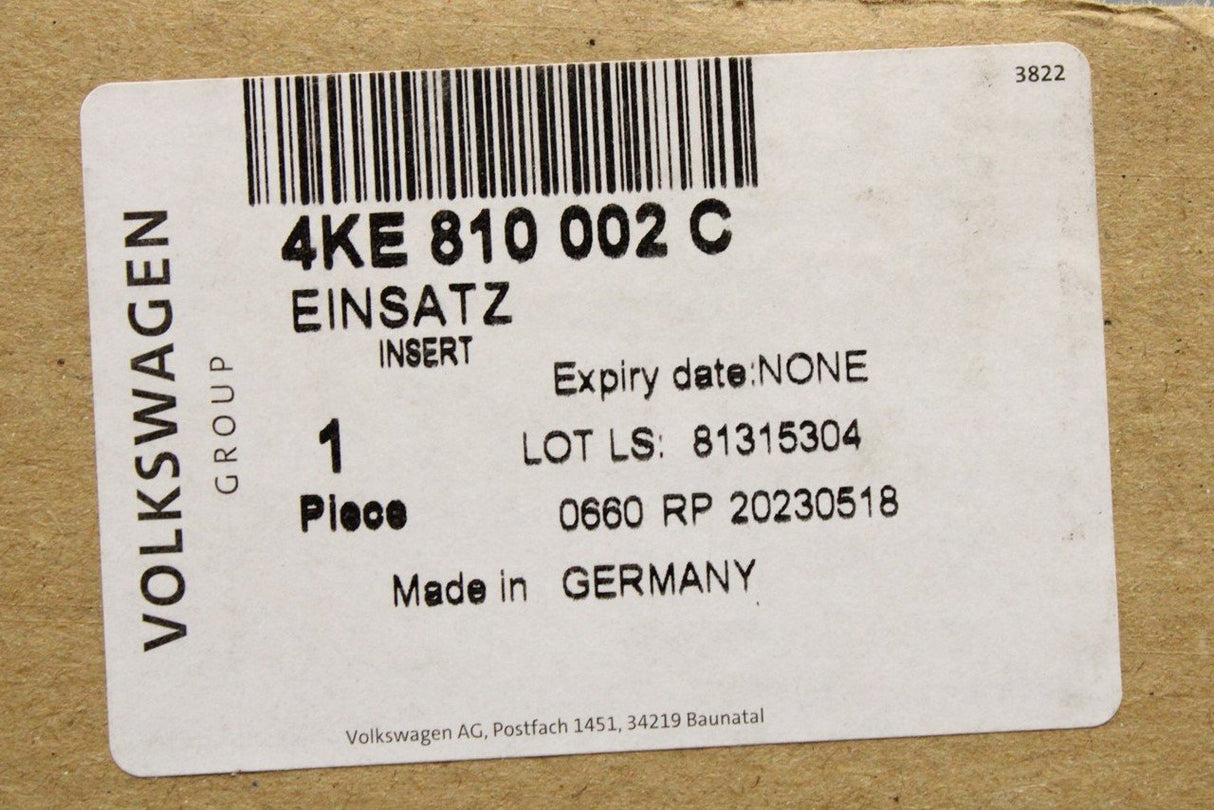 3822
VOLKSWAGEN
GROUP
4KE 810 002 C
EINSATZ
INSERT
Expiry date:NONE
1
LOT LS: 81315304
Piece
0660 RP 20230518
Made in GERMANY
Volkswagen AG, Postfach 1451, 34219 Baunatal